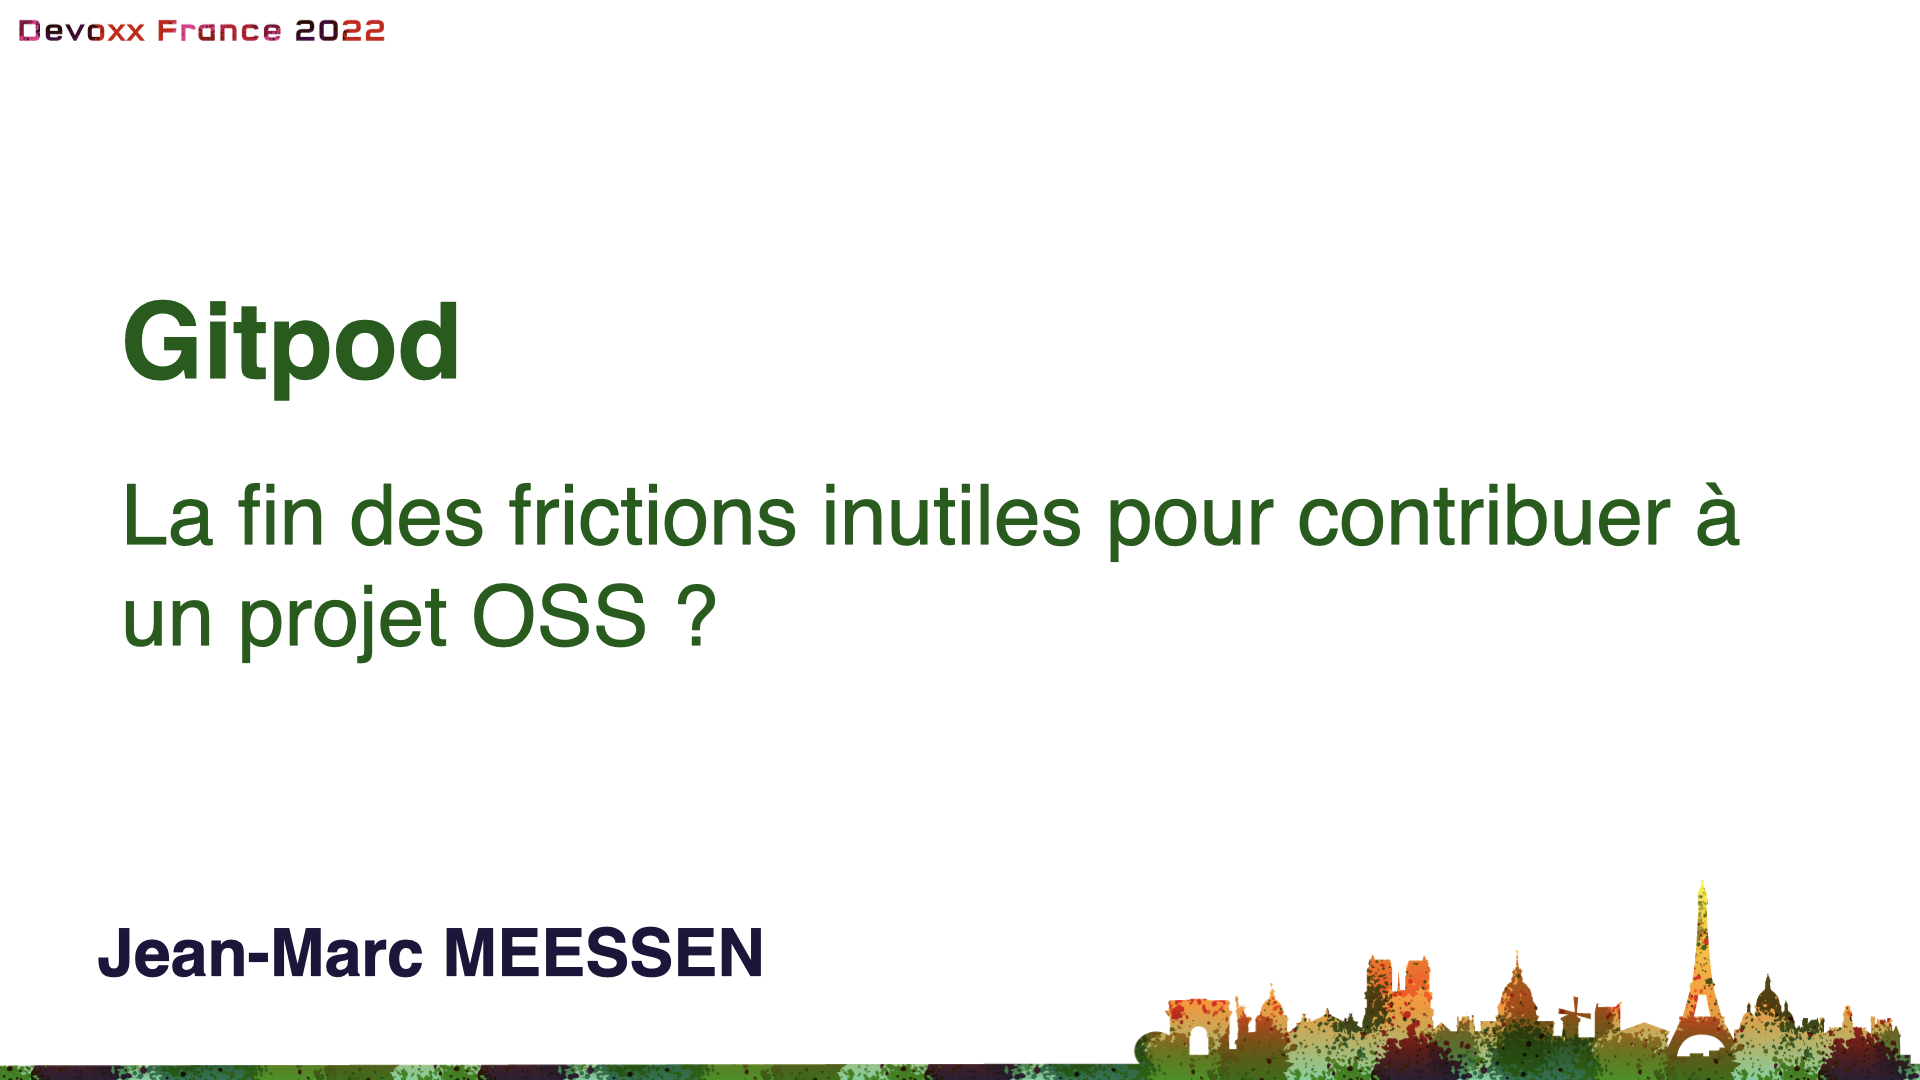 Devoxx France 2022
Gitpod
La fin des frictions inutiles pour contribuer à
un projet OSS ?
Jean-Marc MEESSEN